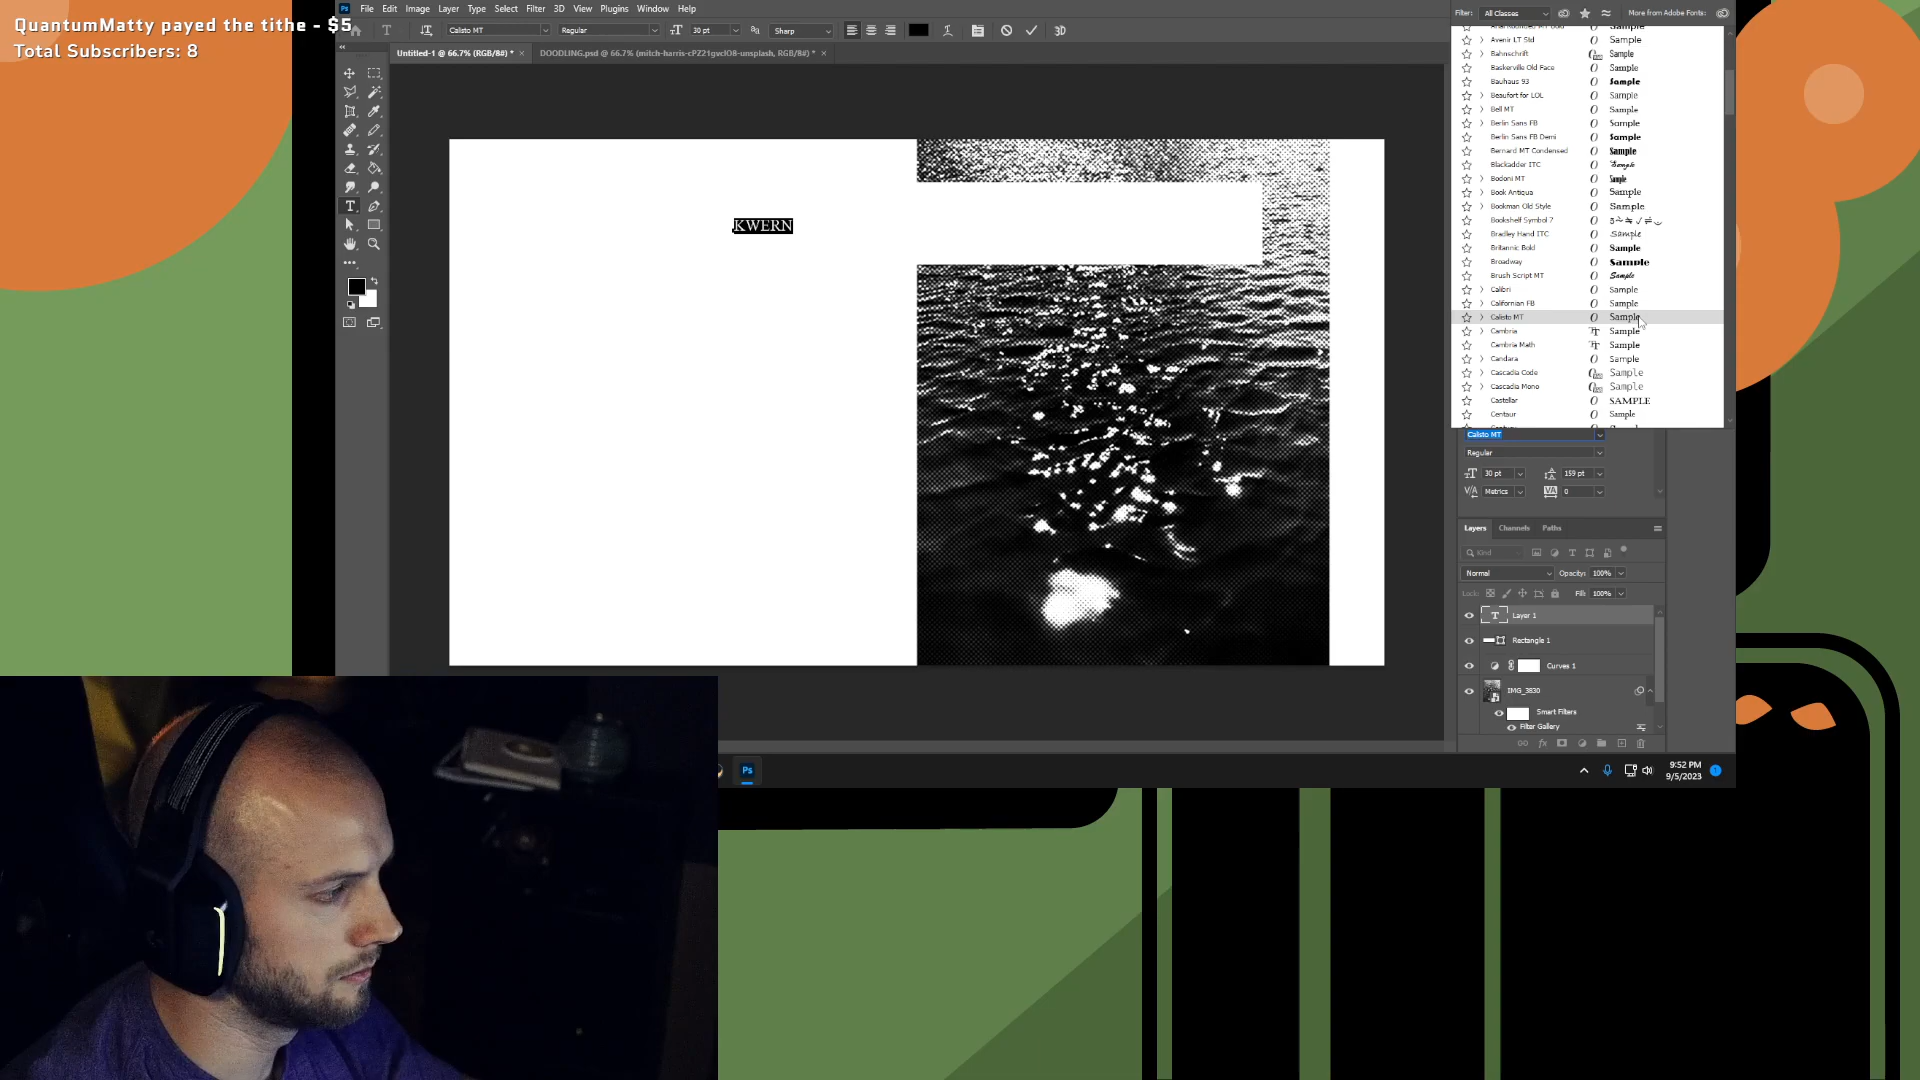 QuantumMatty payed the tithe - $5
Total Subscribers: 8
File Edit Image Layer Type Select Filter 3D View Plugins Window Help
Calisto MT Regular 30 pt Sharp 3D
Untitled-1 @ 66.7% (RGB/8#) *
DOODLING.psd @ 66.7% (mitch-harris-cPZ21gvclO8-unsplash, RGB/8#) *
KWERN
Filter: All Classes More from Adobe Fonts:
Avenir LT Std Sample
Bahnschrift Sample
Baskerville Old Face Sample
Bauhaus 93 Sample
Beaufort for LOL Sample
Bell MT Sample
Berlin Sans FB Sample
Berlin Sans FB Demi Sample
Bernard MT Condensed Sample
Blackadder ITC Sample
Bodoni MT Sample
Book Antiqua Sample
Bookman Old Style Sample
Bookshelf Symbol 7
Bradley Hand ITC Sample
Britannic Bold Sample
Broadway Sample
Brush Script MT Sample
Calibri Sample
Californian FB Sample
Calisto MT Sample
Cambria Sample
Cambria Math Sample
Candara Sample
Cascadia Code Sample
Cascadia Mono Sample
Castellar SAMPLE
Centaur Sample
Calisto MT
Regular
30 pt 159 pt
Metrics 0
Layers Channels Paths
Kind
Normal Opacity: 100%
Lock: Fill: 100%
Layer 1
Rectangle 1
Curves 1
IMG_3830
Smart Filters
Filter Gallery
Ps
9:52 PM
9/5/2023